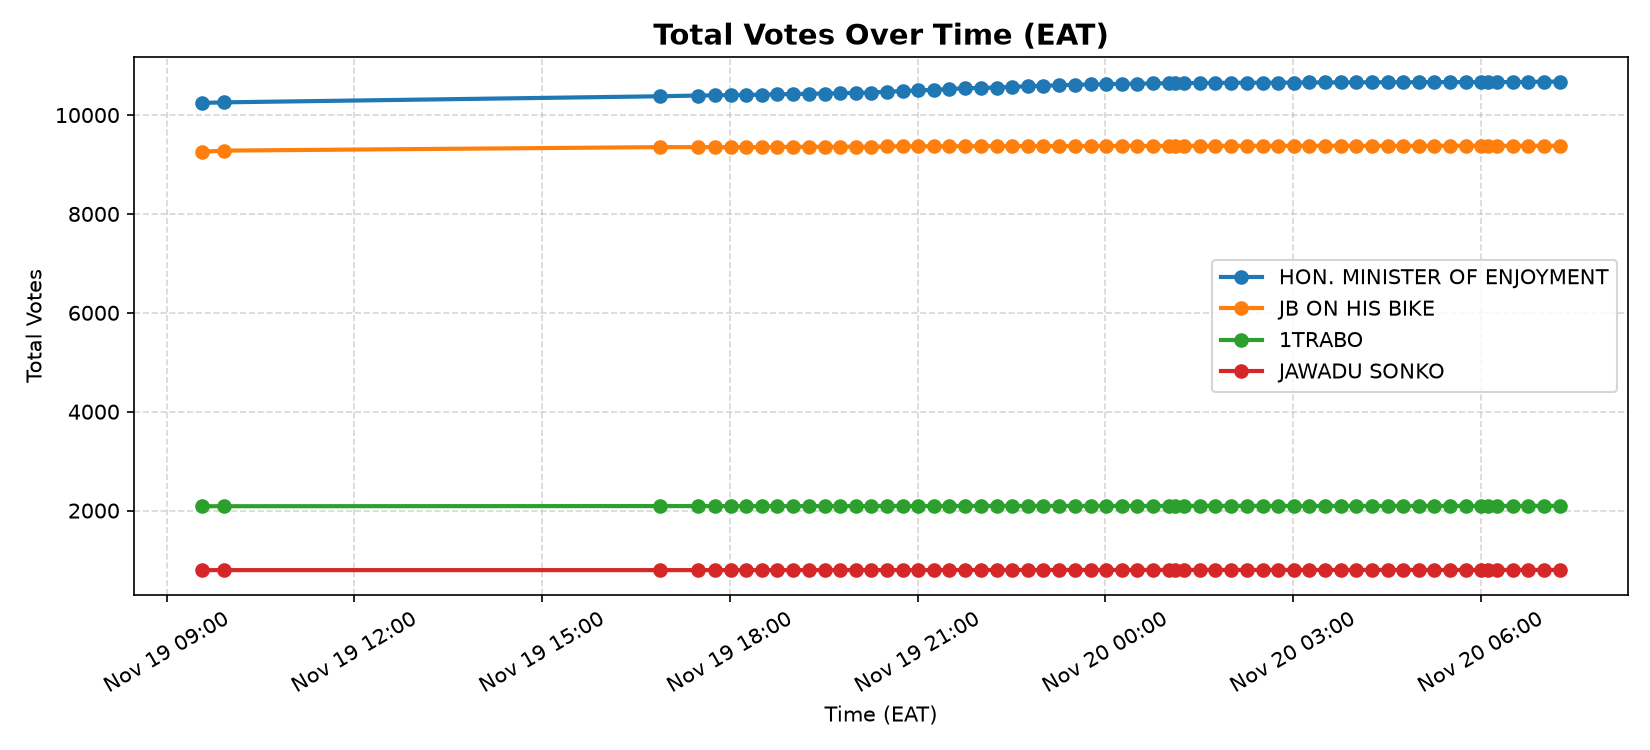 Total Votes Over Time (EAT)
Total Votes
10000
8000
6000
4000
2000
HON. MINISTER OF ENJOYMENT
JB ON HIS BIKE
1TRABO
JAWADU SONKO
Nov 19 09:00
Nov 19 12:00
Nov 19 15:00
Nov 19 18:00
Nov 19 21:00
Nov 20 00:00
Nov 20 03:00
Nov 20 06:00
Time (EAT)